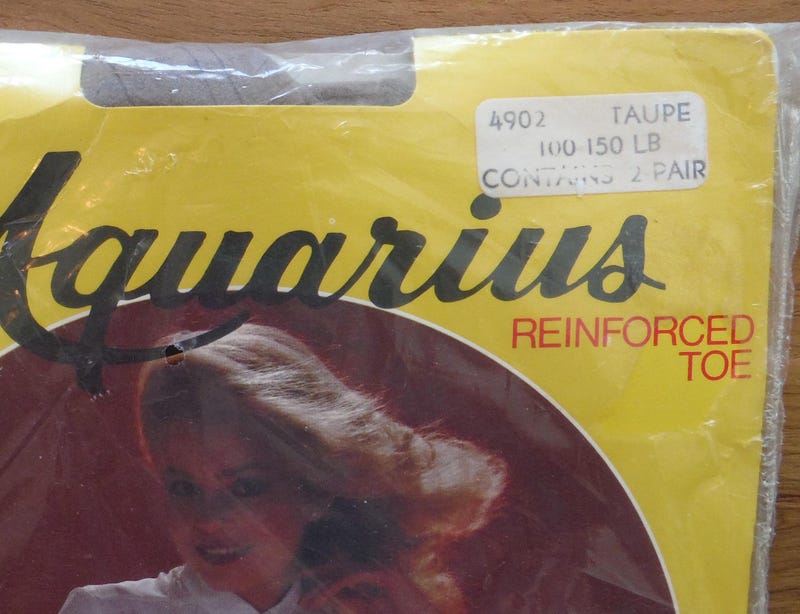 4902 TAUPE
100-150 LB
CONTAINS 2 PAIR
Aquarius
REINFORCED
TOE